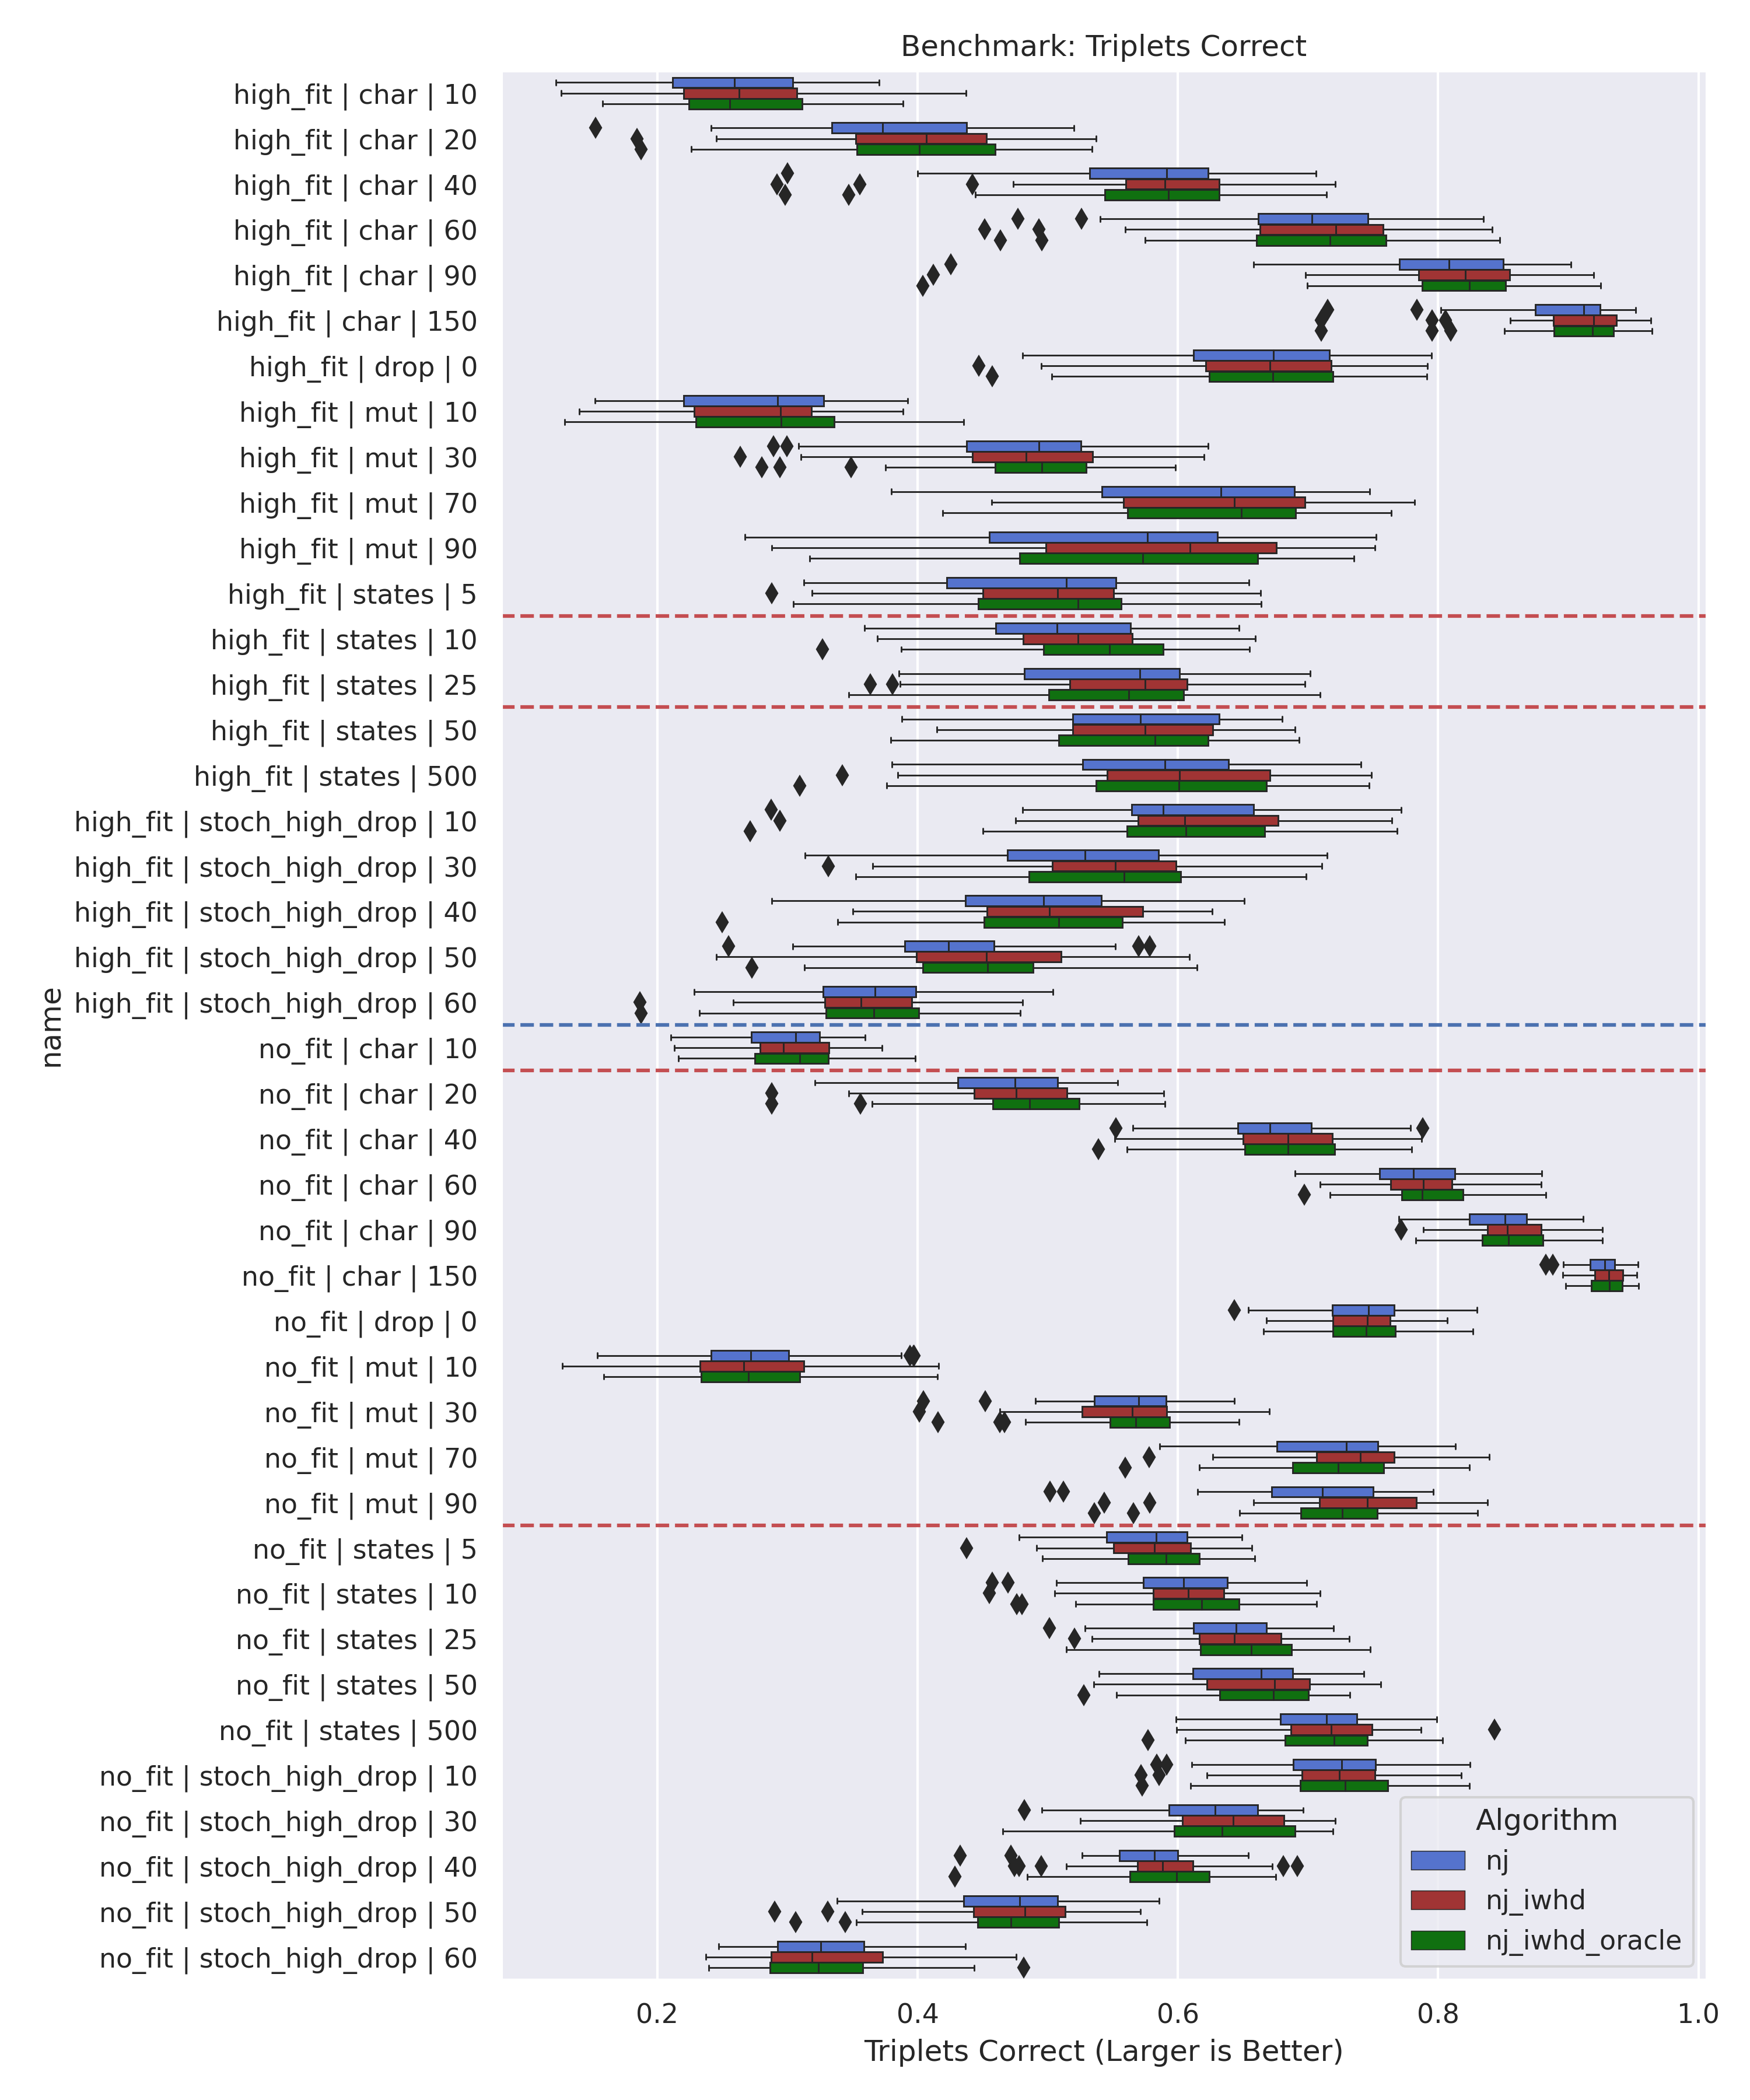 Benchmark: Triplets Correct
high_fit | char | 10
high_fit | char | 20
high_fit | char | 40
high_fit | char | 60
high_fit | char | 90
high_fit | char | 150
high_fit | drop | 0
high_fit | mut | 10
high_fit | mut | 30
high_fit | mut | 70
high_fit | mut | 90
high_fit | states | 5
high_fit | states | 10
high_fit | states | 25
high_fit | states | 50
high_fit | states | 500
high_fit | stoch_high_drop | 10
high_fit | stoch_high_drop | 30
high_fit | stoch_high_drop | 40
high_fit | stoch_high_drop | 50
high_fit | stoch_high_drop | 60
name
no_fit | char | 10
no_fit | char | 20
no_fit | char | 40
no_fit | char | 60
no_fit | char | 90
no_fit | char | 150
no_fit | drop | 0
no_fit | mut | 10
no_fit | mut | 30
no_fit | mut | 70
no_fit | mut | 90
no_fit | states | 5
no_fit | states | 10
no_fit | states | 25
no_fit | states | 50
no_fit | states | 500
no_fit | stoch_high_drop | 10
no_fit | stoch_high_drop | 30
no_fit | stoch_high_drop | 40
no_fit | stoch_high_drop | 50
no_fit | stoch_high_drop | 60
Algorithm
nj
nj_iwhd
nj_iwhd_oracle
0.2 0.4 0.6 0.8 1.0
Triplets Correct (Larger is Better)